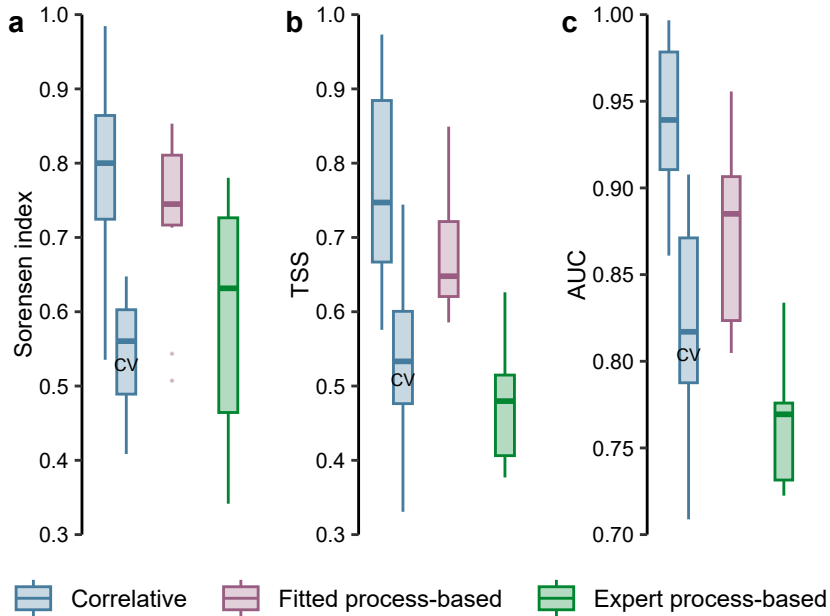 a
Sorensen index
1.0
0.9
0.8
0.7
0.6
0.5
0.4
0.3
CV
b
TSS
1.0
0.9
0.8
0.7
0.6
0.5
0.4
0.3
CV
c
AUC
1.00
0.95
0.90
0.85
0.80
0.75
0.70
CV
Correlative
Fitted process-based
Expert process-based